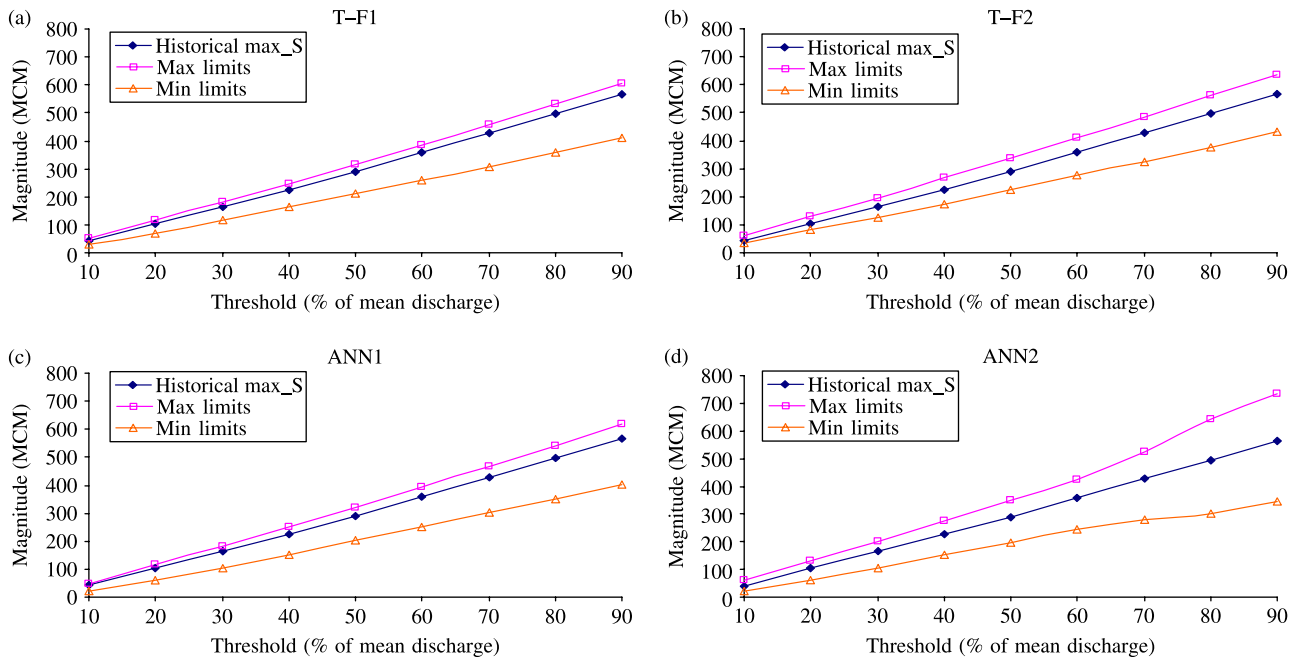 (a)
T–F1
800
700
600
500
400
300
200
100
0
Magnitude (MCM)
Historical max_S
Max limits
Min limits
10 20 30 40 50 60 70 80 90
Threshold (% of mean discharge)
(b)
T–F2
800
700
600
500
400
300
200
100
0
Magnitude (MCM)
Historical max_S
Max limits
Min limits
10 20 30 40 50 60 70 80 90
Threshold (% of mean discharge)
(c)
ANN1
800
700
600
500
400
300
200
100
0
Magnitude (MCM)
Historical max_S
Max limits
Min limits
10 20 30 40 50 60 70 80 90
Threshold (% of mean discharge)
(d)
ANN2
800
700
600
500
400
300
200
100
0
Magnitude (MCM)
Historical max_S
Max limits
Min limits
10 20 30 40 50 60 70 80 90
Threshold (% of mean discharge)